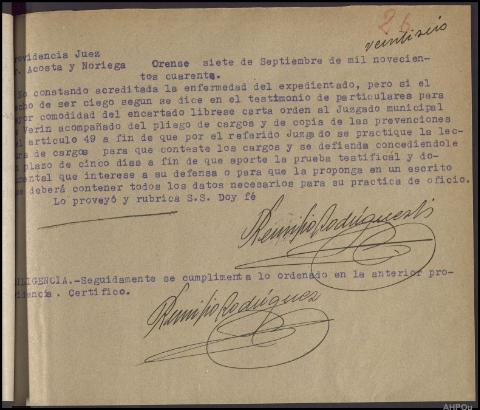 26
veintiseis
rovidencia Juez
r. Acosta y Noriega Orense siete de Septiembre de mil novecien-
tos cuarenta.
No constando acreditada la enfermedad del expedientado, pero si el
echo de ser ciego segun se dice en el testimonio de particulares para
yor comodidad del encartado librese carta orden al Juzgado municipal
Verin acompañado del pliego de cargos y de copia de las prevenciones
l articulo 49 a fin de que por el referido Juzgado se practique la lec-
ra de cargos para que conteste los cargos y se defienda concediendole
plazo de cinco dias a fin de que aporte la prueba testifical y do-
mental que interese a su defensa o para que la proponga en un escrito
e deberá contener todos los datos necesarios para su practica de oficio.
Lo proveyó y rubrica S.S. Doy fé
Remisio Rodríguez
ILIGENCIA.-Seguidamente se cumplimenta lo ordenado en la anterior pro-
idencia. Certifico.
Remisio Rodríguez
AHPOu